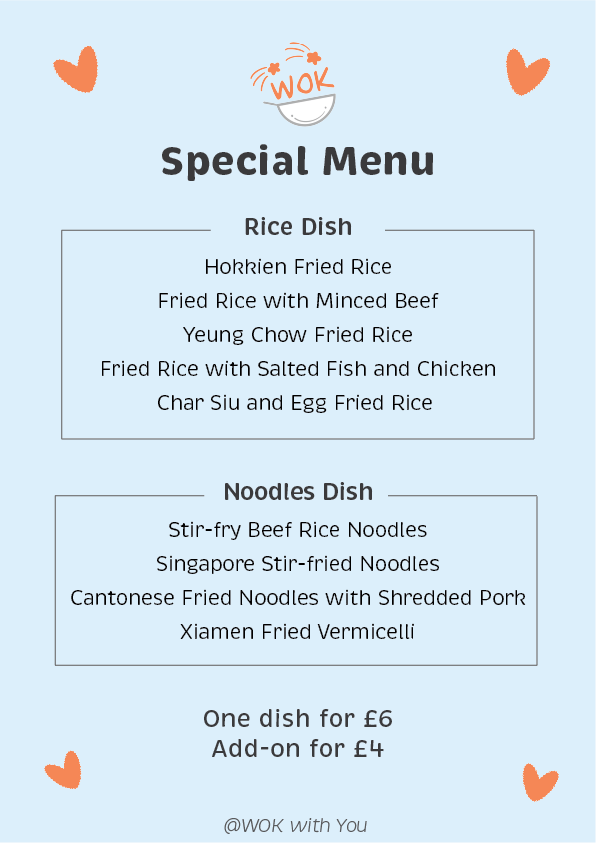 WOK
Special Menu
Rice Dish
Hokkien Fried Rice
Fried Rice with Minced Beef
Yeung Chow Fried Rice
Fried Rice with Salted Fish and Chicken
Char Siu and Egg Fried Rice
Noodles Dish
Stir-fry Beef Rice Noodles
Singapore Stir-fried Noodles
Cantonese Fried Noodles with Shredded Pork
Xiamen Fried Vermicelli
One dish for £6
Add-on for £4
@WOK with You